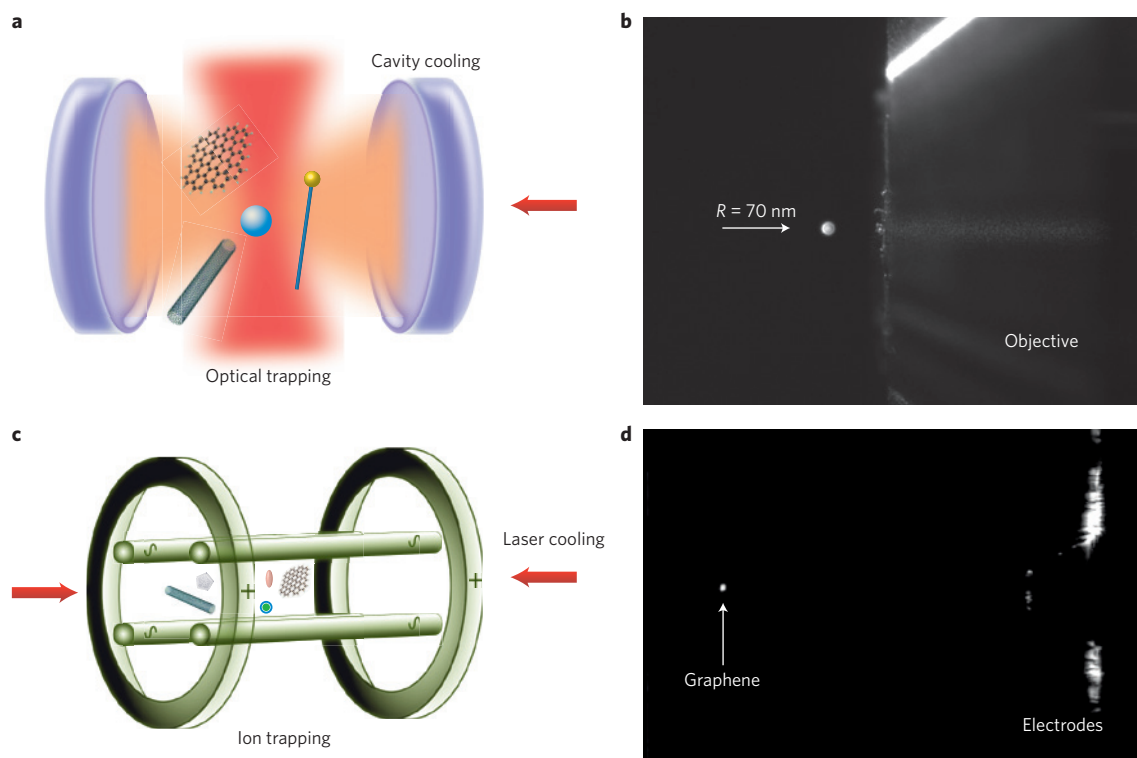 a
Cavity cooling
Optical trapping
b
R = 70 nm
Objective
c
Laser cooling
S
S
+
+
S
S
Ion trapping
d
Graphene
Electrodes